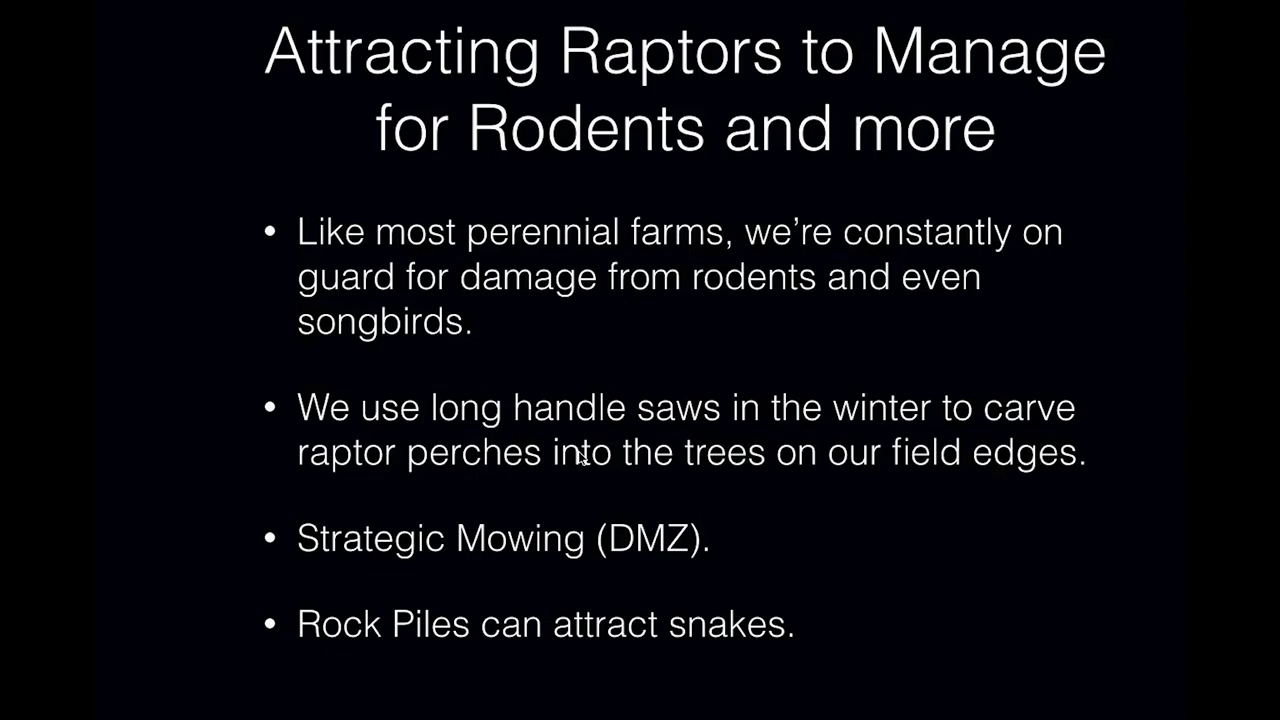 Attracting Raptors to Manage
for Rodents and more
• Like most perennial farms, we’re constantly on
guard for damage from rodents and even
songbirds.
• We use long handle saws in the winter to carve
raptor perches into the trees on our field edges.
• Strategic Mowing (DMZ).
• Rock Piles can attract snakes.